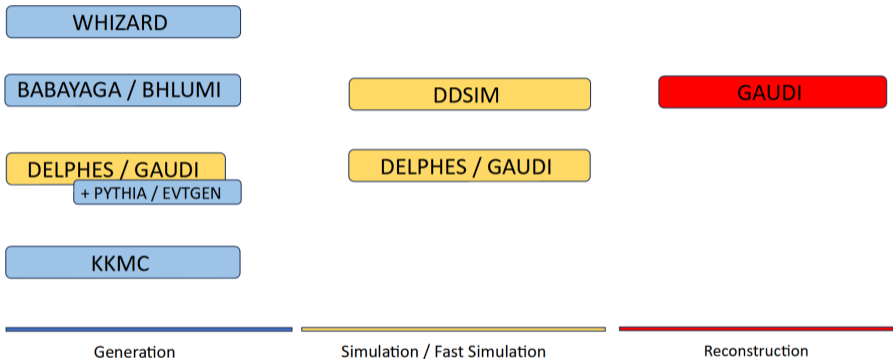 WHIZARD
BABAYAGA / BHLUMI
DDSIM
GAUDI
DELPHES / GAUDI
+ PYTHIA / EVTGEN
DELPHES / GAUDI
KKMC
Generation
Simulation / Fast Simulation
Reconstruction